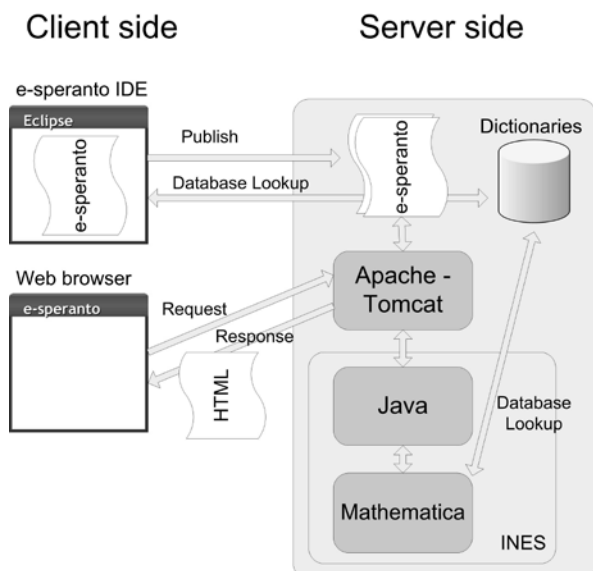 Client side
Server side
e-speranto IDE
Eclipse
e-speranto
Publish
Database Lookup
e-speranto
Dictionaries
Web browser
e-speranto
Request
Response
HTML
Apache -
Tomcat
Java
Database
Lookup
Mathematica
INES